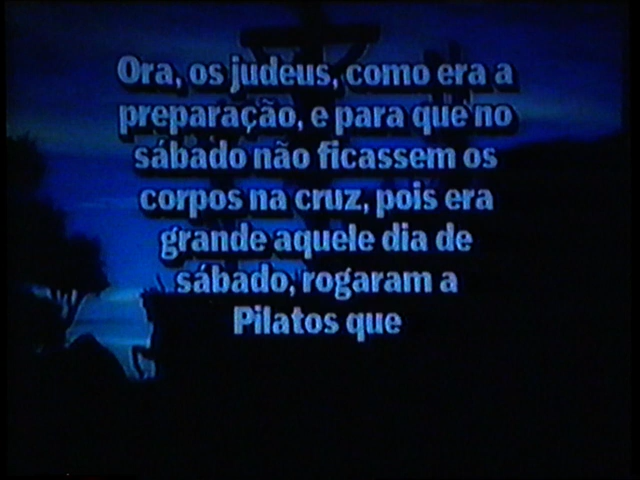 Ora, os judeus, como era a
preparação, e para que no
sábado não ficassem os
corpos na cruz, pois era
grande aquele dia de
sábado, rogaram a
Pilatos que